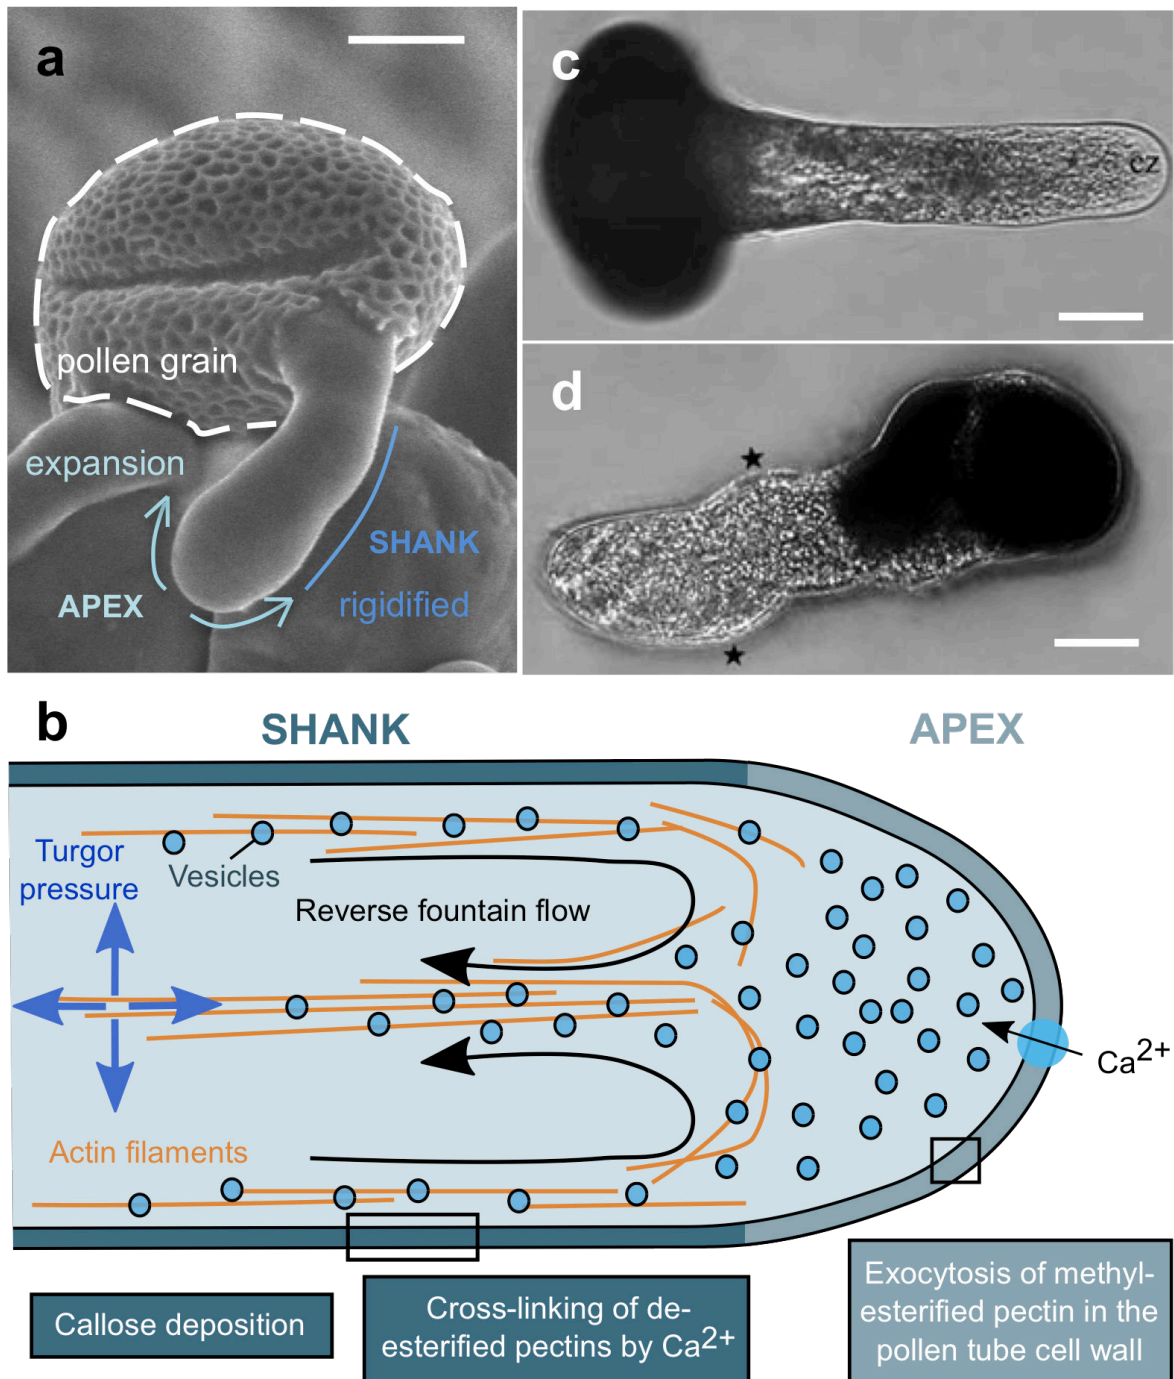 a
pollen grain
expansion
APEX
SHANK
rigidified
c
cz
d
b
SHANK
APEX
Turgor
pressure
Vesicles
Reverse fountain flow
Ca2+
Actin filaments
Callose deposition
Cross-linking of de-
esterified pectins by Ca2+
Exocytosis of methyl-
esterified pectin in the
pollen tube cell wall